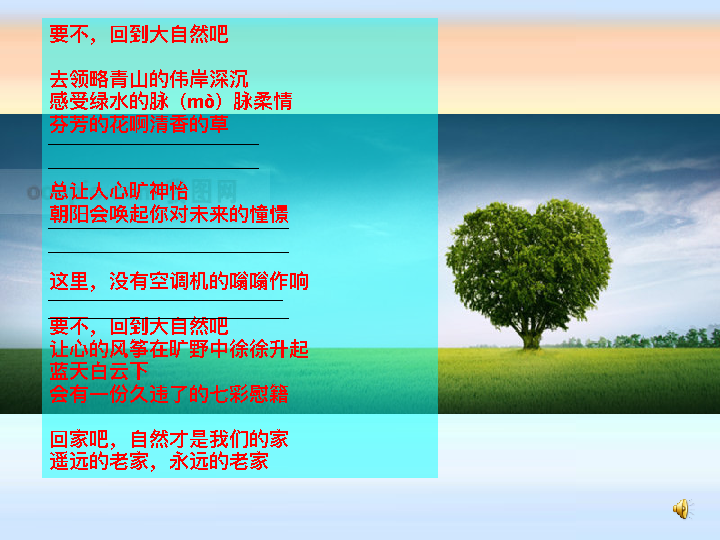 要不，回到大自然吧
去领略青山的伟岸深沉
感受绿水的脉（mò）脉柔情
芬芳的花啊清香的草
总让人心旷神怡
朝阳会唤起你对未来的憧憬
这里，没有空调机的嗡嗡作响
要不，回到大自然吧
让心的风筝在旷野中徐徐升起
蓝天白云下
会有一份久违了的七彩慰籍
回家吧，自然才是我们的家
遥远的老家，永远的老家